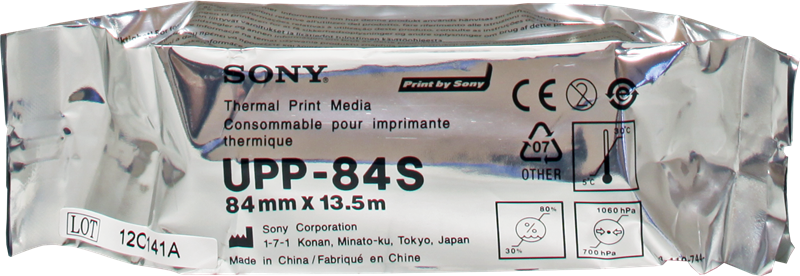 SONY
Print by Sony
Thermal Print Media
Consommable pour imprimante
thermique
UPP-84S
84mm X 13.5m
Sony Corporation
1-7-1 Konan, Minato-ku, Tokyo, Japan
Made in China/Fabriqué en Chine
LOT 12C141A
CE
2
e
07
OTHER
30°C
5°C
80%
%
30%
1060 hPa
700 hPa